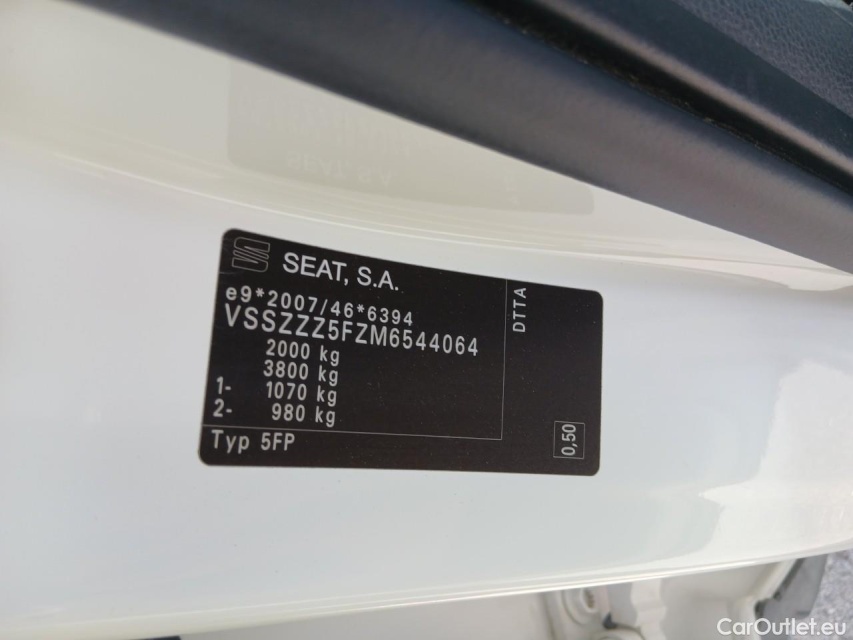 SEAT, S.A.
e9*2007/46*6394
VSSZZZ5FZM6544064
2000 kg
3800 kg
1- 1070 kg
2- 980 kg
Typ 5FP
DTTA
0,50
CarOutlet.eu